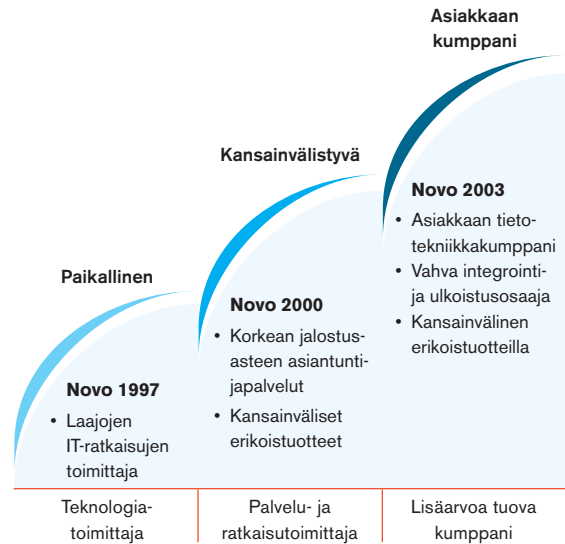 Asiakkaan
kumppani
Kansainvälistyvä
Paikallinen
Novo 2003
• Asiakkaan tieto-
tekniikkakumppani
• Vahva integrointi-
ja ulkoistusosaaja
• Kansainvälinen
erikoistuotteilla
Novo 2000
• Korkean jalostus-
asteen asiantunti-
japalvelut
• Kansainväliset
erikoistuotteet
Novo 1997
• Laajojen
IT-ratkaisujen
toimittaja
Teknologia-
toimittaja
Palvelu- ja
ratkaisutoimittaja
Lisäarvoa tuova
kumppani